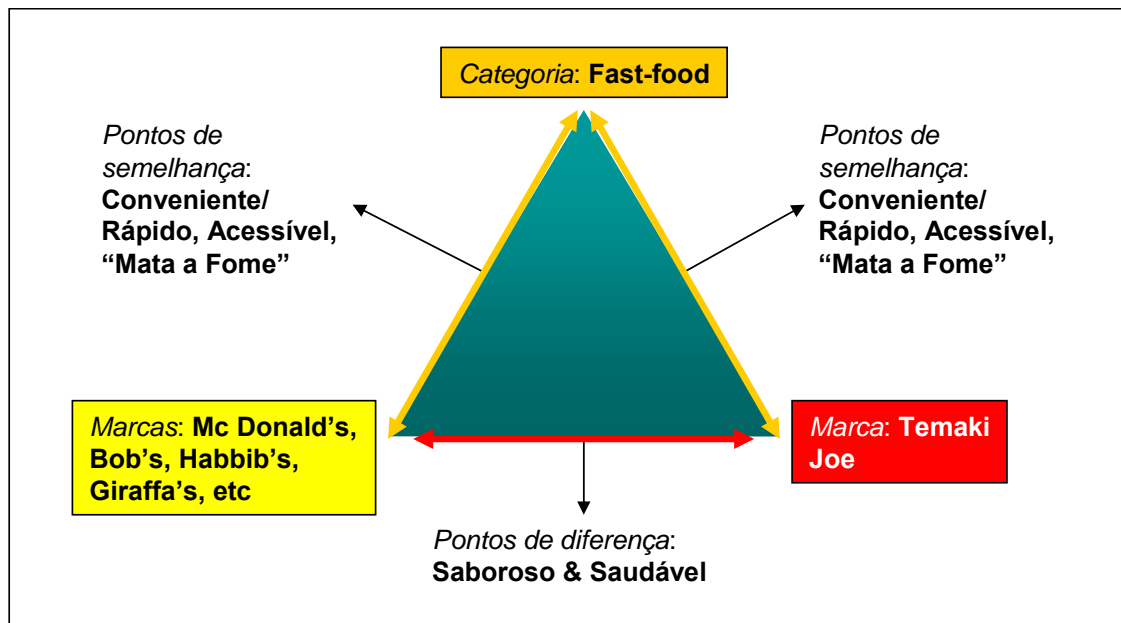 Categoria: Fast-food
Pontos de
semelhança:
Conveniente/
Rápido, Acessível,
“Mata a Fome”
Pontos de
semelhança:
Conveniente/
Rápido, Acessível,
“Mata a Fome”
Marcas: Mc Donald’s,
Bob’s, Habbib’s,
Giraffa’s, etc
Marca: Temaki
Joe
Pontos de diferença:
Saboroso & Saudável